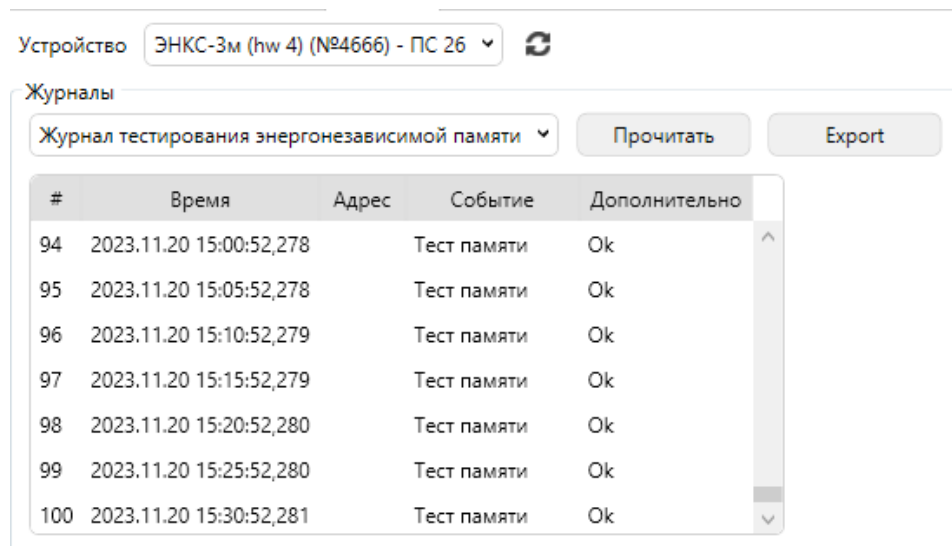 Устройство ЭНКС-3м (hw 4) (№4666) - ПС 26
Журналы
Журнал тестирования энергонезависимой памяти Прочитать Export
# Время Адрес Событие Дополнительно
94 2023.11.20 15:00:52,278 Тест памяти Ok
95 2023.11.20 15:05:52,278 Тест памяти Ok
96 2023.11.20 15:10:52,279 Тест памяти Ok
97 2023.11.20 15:15:52,279 Тест памяти Ok
98 2023.11.20 15:20:52,280 Тест памяти Ok
99 2023.11.20 15:25:52,280 Тест памяти Ok
100 2023.11.20 15:30:52,281 Тест памяти Ok